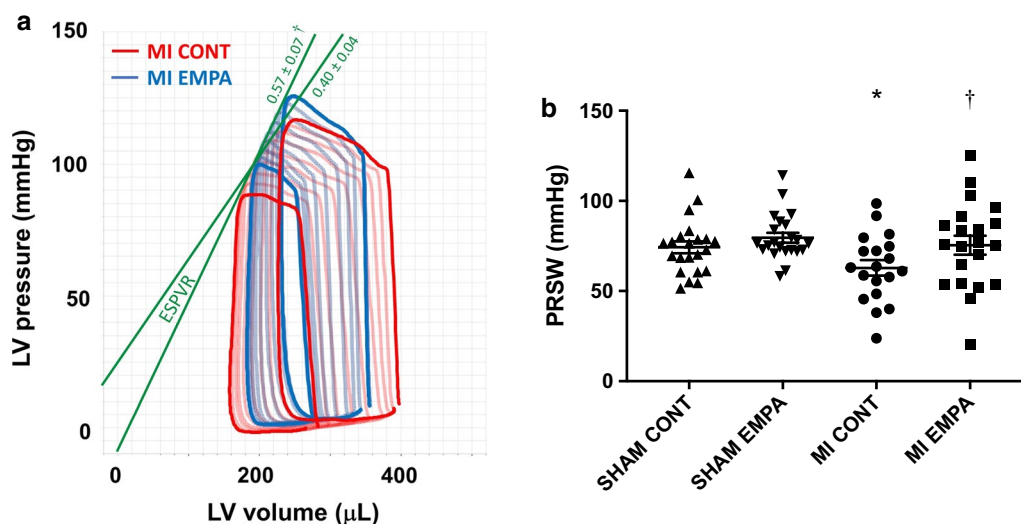 a
150
100
50
0
LV pressure (mmHg)
MI CONT
MI EMPA
0.57 ± 0.07 †
0.40 ± 0.04
ESPVR
0
200
400
LV volume (μL)
b
*
†
150
100
50
0
PRSW (mmHg)
SHAM CONT
SHAM EMPA
MI CONT
MI EMPA